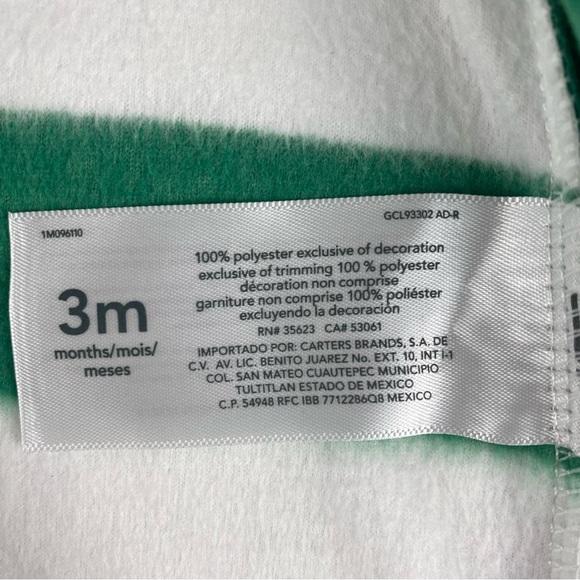 1M096110
GCL93302 AD-R
3m
months/mois/
meses
100% polyester exclusive of decoration
exclusive of trimming 100 % polyester
décoration non comprise
garniture non comprise 100% poliéster
excluyendo la decoración
RN# 35623 CA# 53061
IMPORTADO POR: CARTERS BRANDS, S.A. DE
C.V. AV. LIC. BENITO JUAREZ No. EXT. 10, INT I-1
COL. SAN MATEO CUAUTEPEC MUNICIPIO
TULTITLAN ESTADO DE MEXICO
C.P. 54948 RFC IBB 7712286Q8 MEXICO